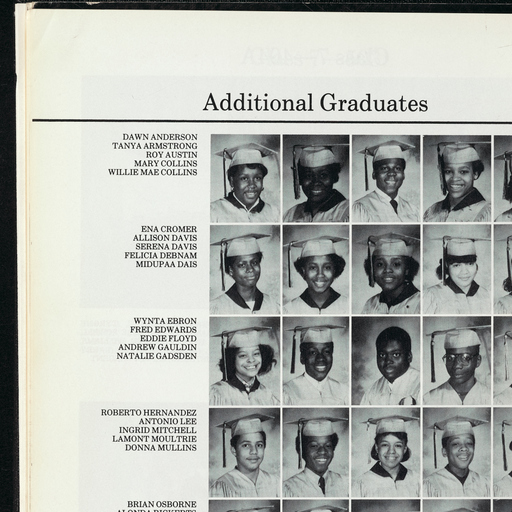 Additional Graduates
DAWN ANDERSON
TANYA ARMSTRONG
ROY AUSTIN
MARY COLLINS
WILLIE MAE COLLINS
ENA CROMER
ALLISON DAVIS
SERENA DAVIS
FELICIA DEBNAM
MIDUPAA DAIS
WYNTA EBRON
FRED EDWARDS
EDDIE FLOYD
ANDREW GAULDIN
NATALIE GADSDEN
ROBERTO HERNANDEZ
ANTONIO LEE
INGRID MITCHELL
LAMONT MOULTRIE
DONNA MULLINS
BRIAN OSBORNE